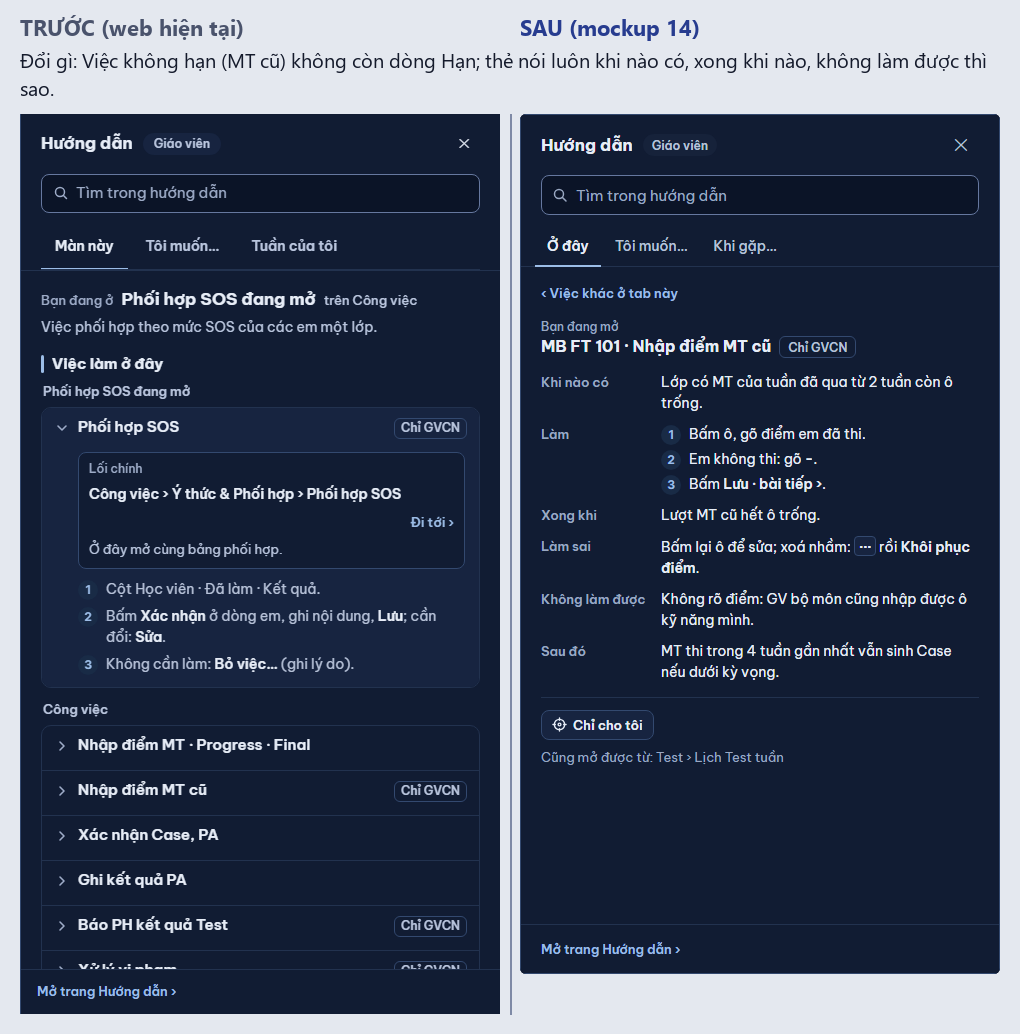 TRƯỚC (web hiện tại)
SAU (mockup 14)
Đổi gì: Việc không hạn (MT cũ) không còn dòng Hạn; thẻ nói luôn khi nào có, xong khi nào, không làm được thì
sao.
Hướng dẫn Giáo viên
Tìm trong hướng dẫn
Màn này Tôi muốn... Tuần của tôi
Bạn đang ở Phối hợp SOS đang mở trên Công việc
Việc phối hợp theo mức SOS của các em một lớp.
Việc làm ở đây
Phối hợp SOS đang mở
Phối hợp SOS Chỉ GVCN
Lối chính
Công việc › Ý thức & Phối hợp › Phối hợp SOS
Đi tới ›
Ở đây mở cùng bảng phối hợp.
1 Cột Học viên · Đã làm · Kết quả.
2 Bấm Xác nhận ở dòng em, ghi nội dung, Lưu; cần
đổi: Sửa.
3 Không cần làm: Bỏ việc... (ghi lý do).
Công việc
Nhập điểm MT · Progress · Final
Nhập điểm MT cũ Chỉ GVCN
Xác nhận Case, PA
Ghi kết quả PA
Báo PH kết quả Test Chỉ GVCN
Xử lý vi phạm Chỉ GVCN
Mở trang Hướng dẫn ›
Hướng dẫn Giáo viên
Tìm trong hướng dẫn
Ở đây Tôi muốn... Khi gặp...
‹ Việc khác ở tab này
Bạn đang mở
MB FT 101 · Nhập điểm MT cũ Chỉ GVCN
Khi nào có Lớp có MT của tuần đã qua từ 2 tuần còn ô
trống.
Làm 1 Bấm ô, gõ điểm em đã thi.
2 Em không thi: gõ -.
3 Bấm Lưu · bài tiếp ›.
Xong khi Lượt MT cũ hết ô trống.
Làm sai Bấm lại ô để sửa; xoá nhầm: ··· rồi Khôi phục
điểm.
Không làm được Không rõ điểm: GV bộ môn cũng nhập được ô
kỹ năng mình.
Sau đó MT thi trong 4 tuần gần nhất vẫn sinh Case
nếu dưới kỳ vọng.
Chỉ cho tôi
Cũng mở được từ: Test › Lịch Test tuần
Mở trang Hướng dẫn ›